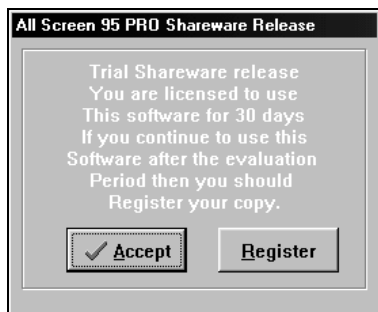 All Screen 95 PRO Shareware Release
Trial Shareware release
You are licensed to use
This software for 30 days
If you continue to use this
Software after the evaluation
Period then you should
Register your copy.
Accept
Register